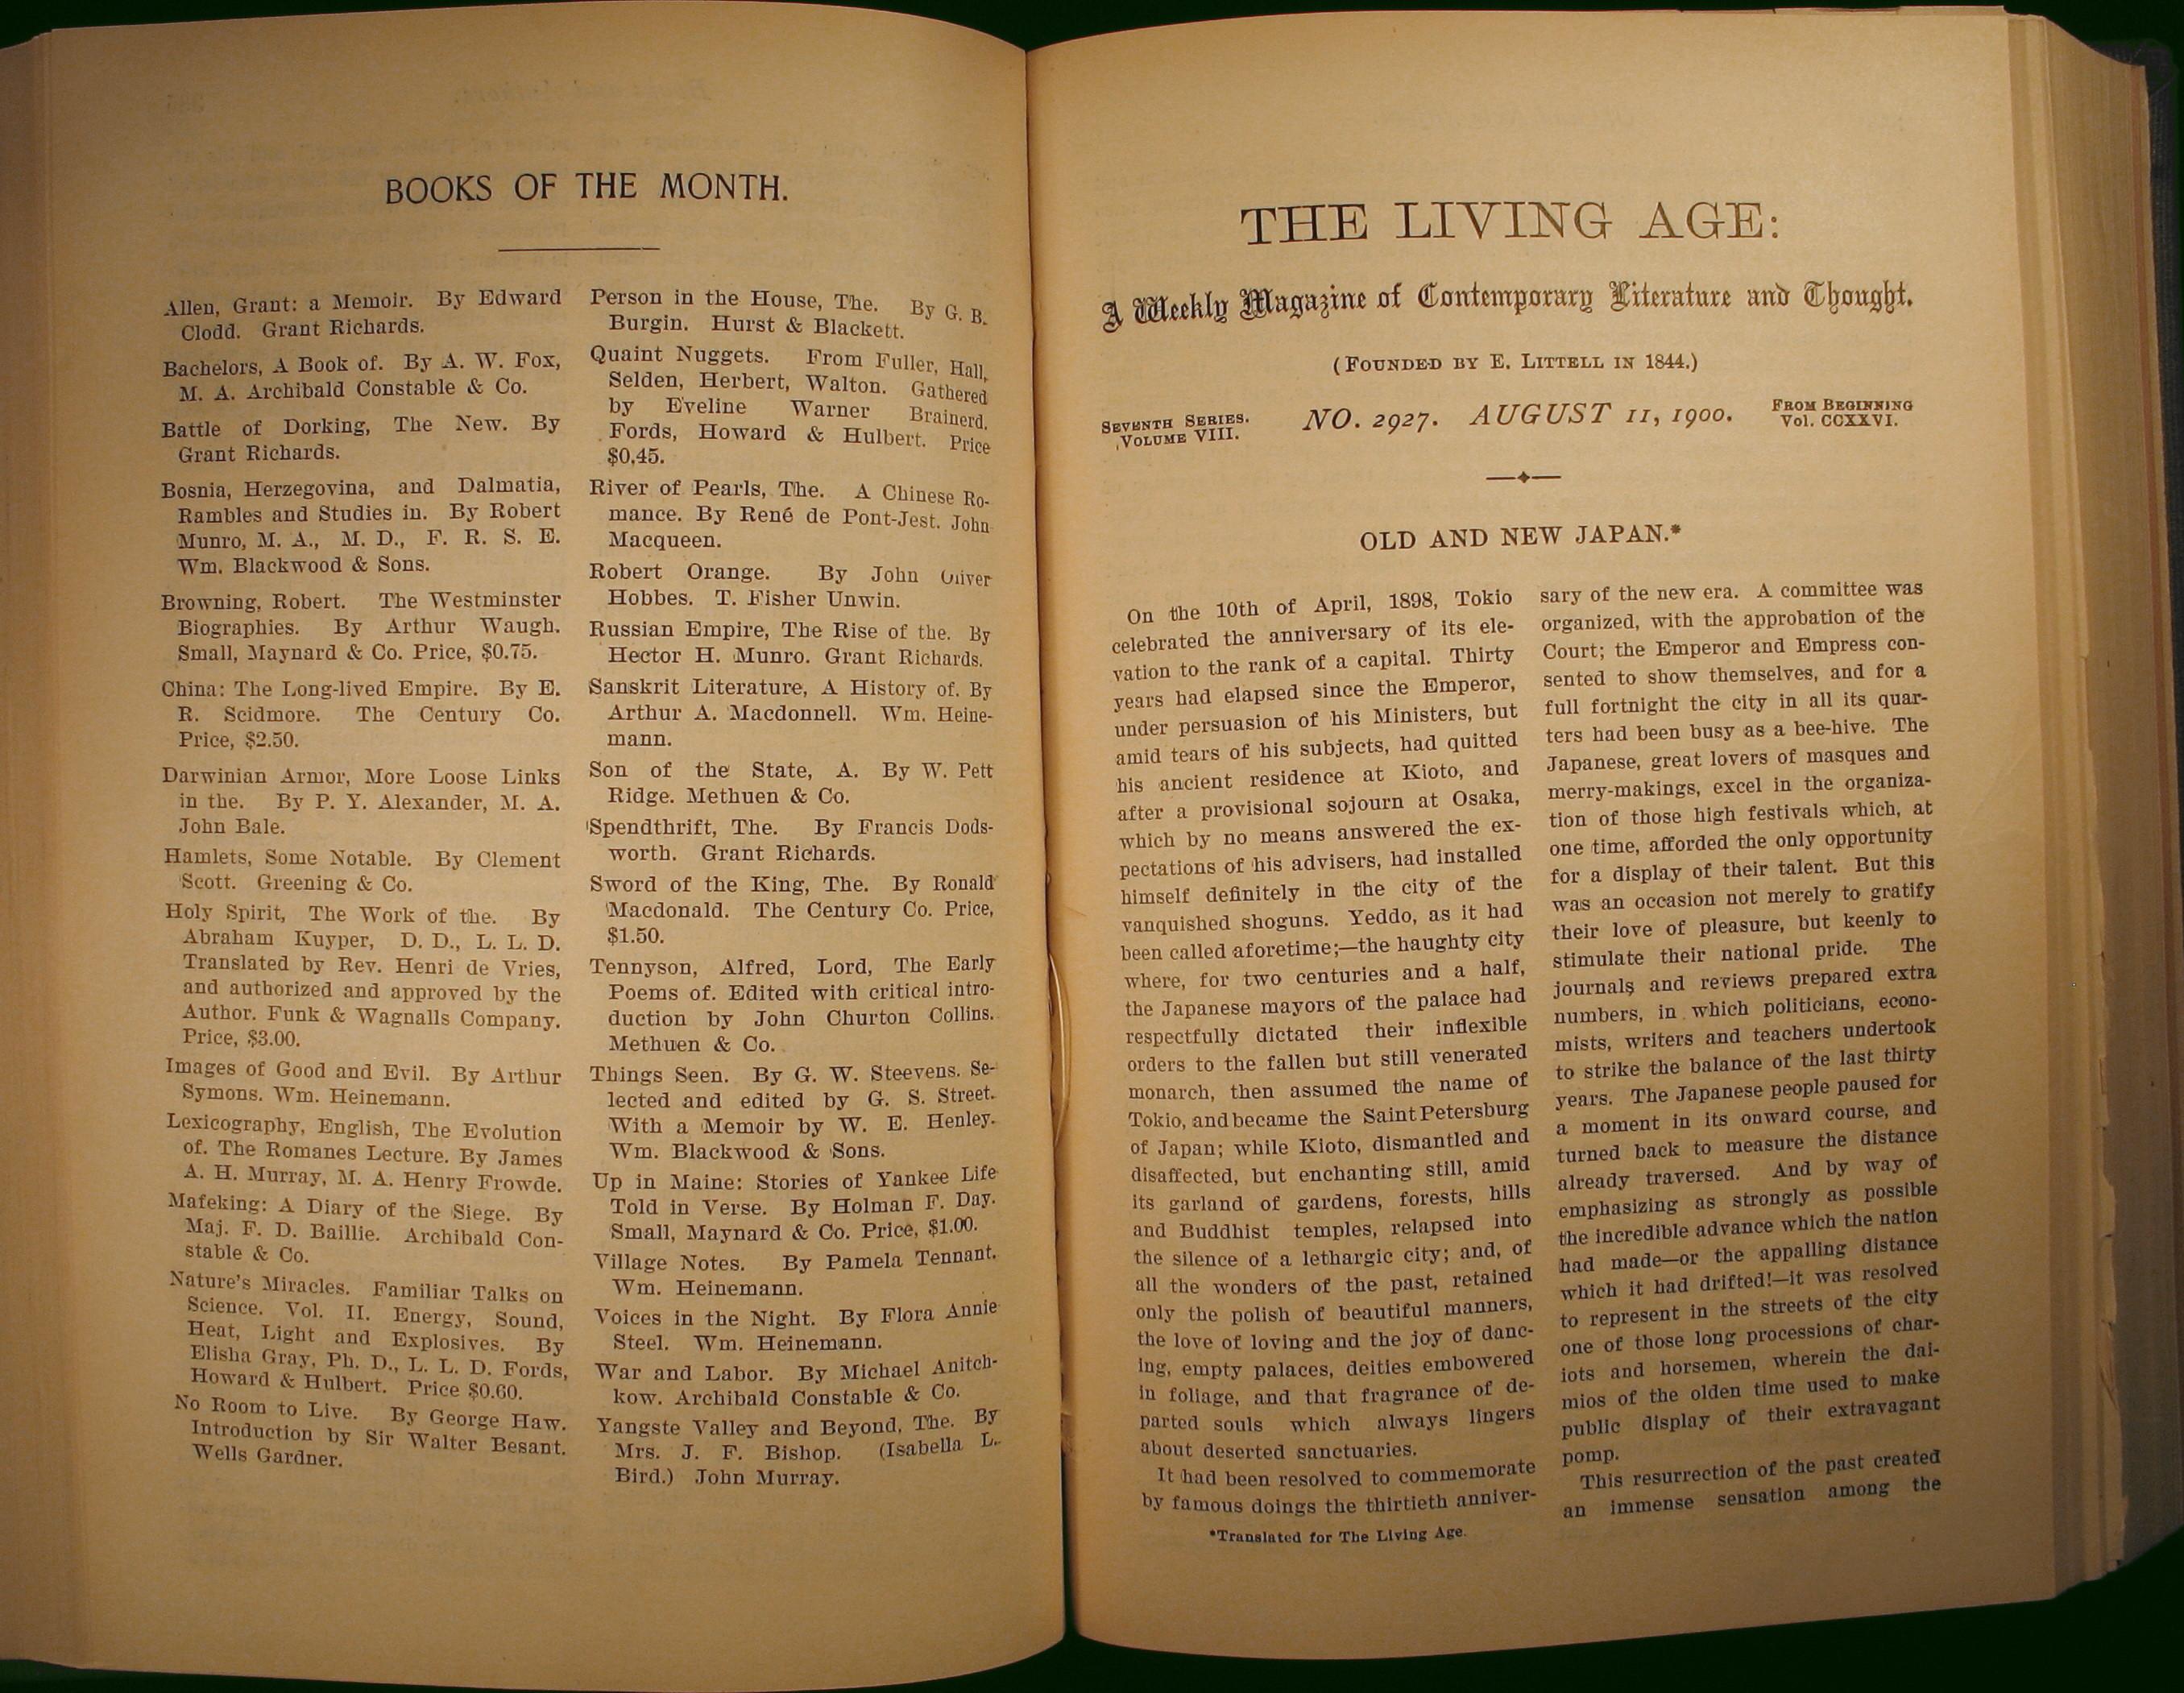 BOOKS OF THE MONTH.
Allen, Grant: a Memoir. By Edward
Clodd. Grant Richards.
Bachelors, A Book of. By A. W. Fox,
M. A. Archibald Constable & Co.
Battle of Dorking, The New. By
Grant Richards.
Bosnia, Herzegovina, and Dalmatia,
Rambles and Studies in. By Robert
Munro, M. A., M. D., F. R. S. E.
Wm. Blackwood & Sons.
Browning, Robert. The Westminster
Biographies. By Arthur Waugh.
Small, Maynard & Co. Price, $0.75.
China: The Long-lived Empire. By E.
R. Scidmore. The Century Co.
Price, $2.50.
Darwinian Armor, More Loose Links
in the. By P. Y. Alexander, M. A.
John Bale.
Hamlets, Some Notable. By Clement
Scott. Greening & Co.
Holy Spirit, The Work of the. By
Abraham Kuyper, D. D., L. L. D.
Translated by Rev. Henri de Vries,
and authorized and approved by the
Author. Funk & Wagnalls Company.
Price, $3.00.
Images of Good and Evil. By Arthur
Symons. Wm. Heinemann.
Lexicography, English, The Evolution
of. The Romanes Lecture. By James
A. H. Murray, M. A. Henry Frowde.
Mafeking: A Diary of the Siege. By
Maj. F. D. Baillie. Archibald Con-
stable & Co.
Nature's Miracles. Familiar Talks on
Science. Vol. II. Energy, Sound,
Heat, Light and Explosives. By
Elisha Gray, Ph. D., L. L. D. Fords,
Howard & Hulbert. Price $0.60.
No Room to Live. By George Haw.
Introduction by Sir Walter Besant.
Wells Gardner.
Person in the House, The. By G. B.
Burgin. Hurst & Blackett.
Quaint Nuggets. From Fuller, Hall,
Selden, Herbert, Walton. Gathered
by Eveline Warner Brainerd.
Fords, Howard & Hulbert. Price
$0.45.
River of Pearls, The. A Chinese Ro-
mance. By René de Pont-Jest. John
Macqueen.
Robert Orange. By John Oliver
Hobbes. T. Fisher Unwin.
Russian Empire, The Rise of the. By
Hector H. Munro. Grant Richards.
Sanskrit Literature, A History of. By
Arthur A. Macdonnell. Wm. Heine-
mann.
Son of the State, A. By W. Pett
Ridge. Methuen & Co.
Spendthrift, The. By Francis Dods-
worth. Grant Richards.
Sword of the King, The. By Ronald
Macdonald. The Century Co. Price,
$1.50.
Tennyson, Alfred, Lord, The Early
Poems of. Edited with critical intro-
duction by John Churton Collins.
Methuen & Co.
Things Seen. By G. W. Steevens. Se-
lected and edited by G. S. Street.
With a Memoir by W. E. Henley.
Wm. Blackwood & Sons.
Up in Maine: Stories of Yankee Life
Told in Verse. By Holman F. Day.
Small, Maynard & Co. Price, $1.00.
Village Notes. By Pamela Tennant.
Wm. Heinemann.
Voices in the Night. By Flora Annie
Steel. Wm. Heinemann.
War and Labor. By Michael Anitch-
kow. Archibald Constable & Co.
Yangste Valley and Beyond, The. By
Mrs. J. F. Bishop. (Isabella L.
Bird.) John Murray.
THE LIVING AGE:
A Weekly Magazine of Contemporary Literature and Thought.
(FOUNDED BY E. LITTELL IN 1844.)
SEVENTH SERIES.
VOLUME VIII.
NO. 2927. AUGUST 11, 1900.
FROM BEGINNING
Vol. CCXXVI.
OLD AND NEW JAPAN.*
On the 10th of April, 1898, Tokio
celebrated the anniversary of its ele-
vation to the rank of a capital. Thirty
years had elapsed since the Emperor,
under persuasion of his Ministers, but
amid tears of his subjects, had quitted
his ancient residence at Kioto, and
after a provisional sojourn at Osaka,
which by no means answered the ex-
pectations of his advisers, had installed
himself definitely in the city of the
vanquished shoguns. Yeddo, as it had
been called aforetime;—the haughty city
where, for two centuries and a half,
the Japanese mayors of the palace had
respectfully dictated their inflexible
orders to the fallen but still venerated
monarch, then assumed the name of
Tokio, and became the Saint Petersburg
of Japan; while Kioto, dismantled and
disaffected, but enchanting still, amid
its garland of gardens, forests, hills
and Buddhist temples, relapsed into
the silence of a lethargic city; and, of
all the wonders of the past, retained
only the polish of beautiful manners,
the love of loving and the joy of danc-
ing, empty palaces, deities embowered
in foliage, and that fragrance of de-
parted souls which always lingers
about deserted sanctuaries.
It had been resolved to commemorate
by famous doings the thirtieth anniver-
*Translated for The Living Age.
sary of the new era. A committee was
organized, with the approbation of the
Court; the Emperor and Empress con-
sented to show themselves, and for a
full fortnight the city in all its quar-
ters had been busy as a bee-hive. The
Japanese, great lovers of masques and
merry-makings, excel in the organiza-
tion of those high festivals which, at
one time, afforded the only opportunity
for a display of their talent. But this
was an occasion not merely to gratify
their love of pleasure, but keenly to
stimulate their national pride. The
journals and reviews prepared extra
numbers, in which politicians, econo-
mists, writers and teachers undertook
to strike the balance of the last thirty
years. The Japanese people paused for
a moment in its onward course, and
turned back to measure the distance
already traversed. And by way of
emphasizing as strongly as possible
the incredible advance which the nation
had made—or the appalling distance
which it had drifted!—it was resolved
to represent in the streets of the city
one of those long processions of char-
iots and horsemen, wherein the dai-
mios of the olden time used to make
public display of their extravagant
pomp.
This resurrection of the past created
an immense sensation among the